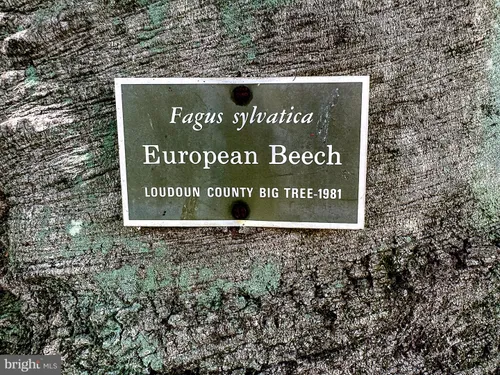 Fagus sylvatica
European Beech
LOUDOUN COUNTY BIG TREE-1981
bright MLS